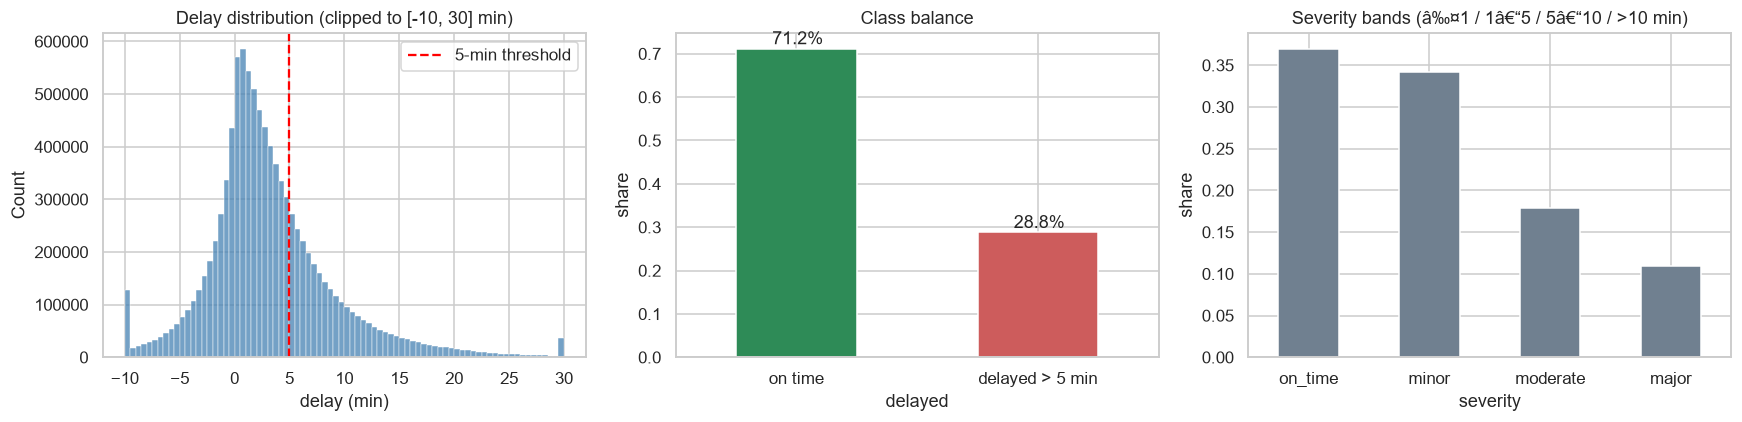 Delay distribution (clipped to [-10, 30] min)
Count
600000
500000
400000
300000
200000
100000
0
5-min threshold
−10 −5 0 5 10 15 20 25 30
delay (min)
Class balance
share
0.7
0.6
0.5
0.4
0.3
0.2
0.1
0.0
71.2%
28.8%
on time delayed > 5 min
delayed
Severity bands (â‰¤1 / 1â€“5 / 5â€“10 / >10 min)
share
0.35
0.30
0.25
0.20
0.15
0.10
0.05
0.00
on_time minor moderate major
severity